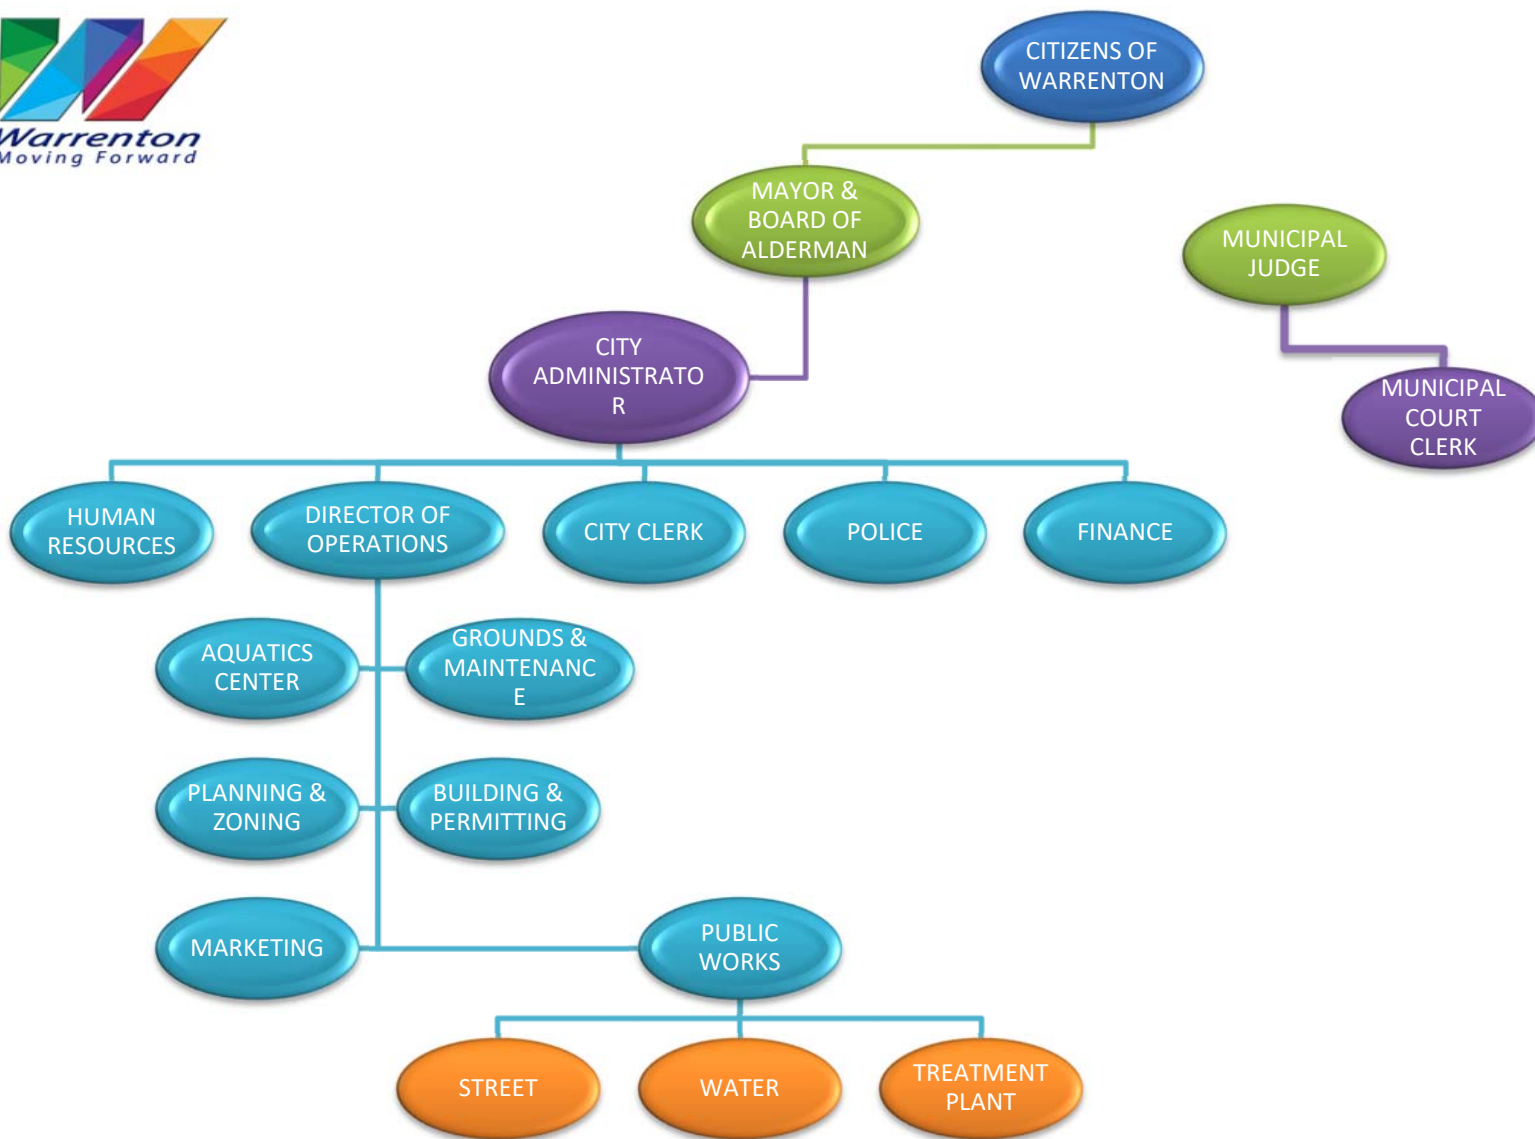 Warrenton
Moving Forward
CITIZENS OF
WARRENTON
MAYOR &
BOARD OF
ALDERMAN
MUNICIPAL
JUDGE
CITY
ADMINISTRATO
R
MUNICIPAL
COURT
CLERK
HUMAN
RESOURCES
DIRECTOR OF
OPERATIONS
CITY CLERK
POLICE
FINANCE
AQUATICS
CENTER
GROUNDS &
MAINTENANC
E
PLANNING &
ZONING
BUILDING &
PERMITTING
MARKETING
PUBLIC
WORKS
STREET
WATER
TREATMENT
PLANT